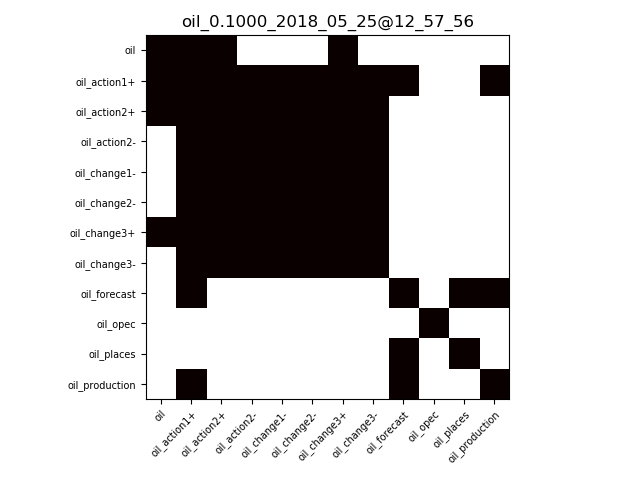 oil_0.1000_2018_05_25@12_57_56
oil
oil_action1+
oil_action2+
oil_action2-
oil_change1-
oil_change2-
oil_change3+
oil_change3-
oil_forecast
oil_opec
oil_places
oil_production
oil
oil_action1+
oil_action2+
oil_action2-
oil_change1-
oil_change2-
oil_change3+
oil_change3-
oil_forecast
oil_opec
oil_places
oil_production